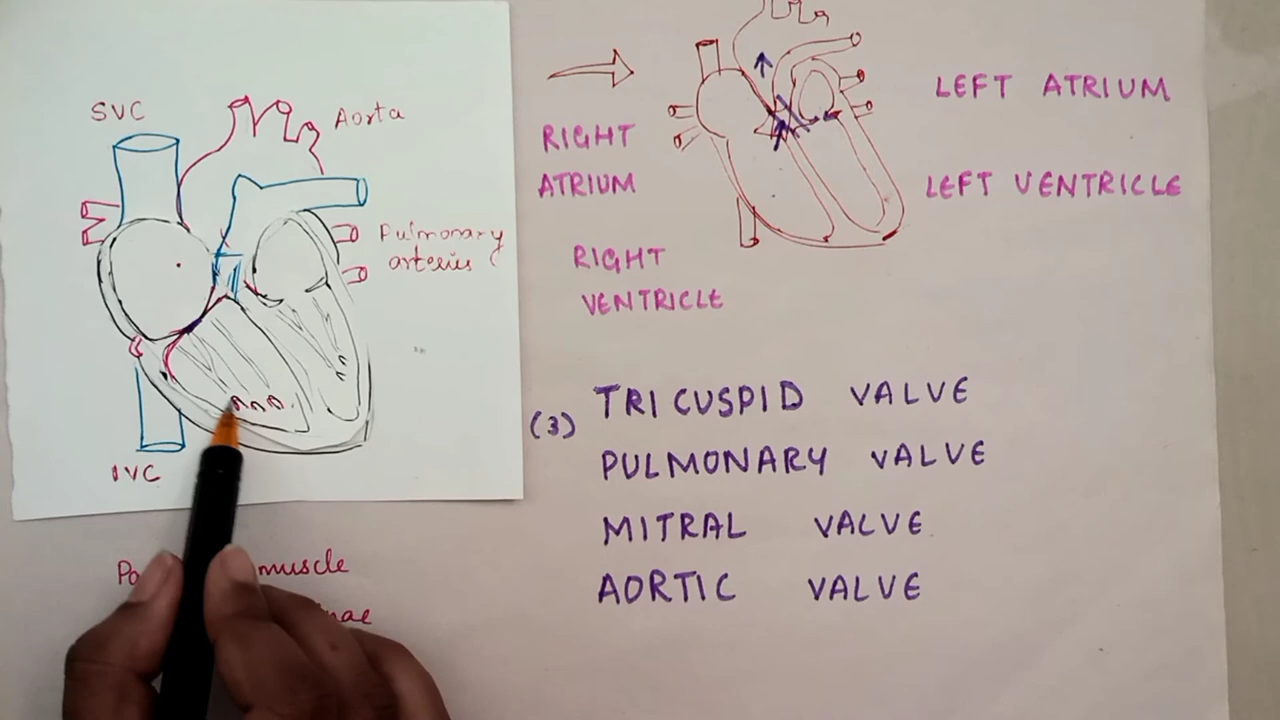 SVC
Aorta
Pulmonary
arteries
IVC
muscle
RIGHT
ATRIUM
LEFT ATRIUM
LEFT VENTRICLE
RIGHT
VENTRICLE
(3) TRICUSPID VALVE
PULMONARY VALVE
MITRAL VALVE
AORTIC VALVE